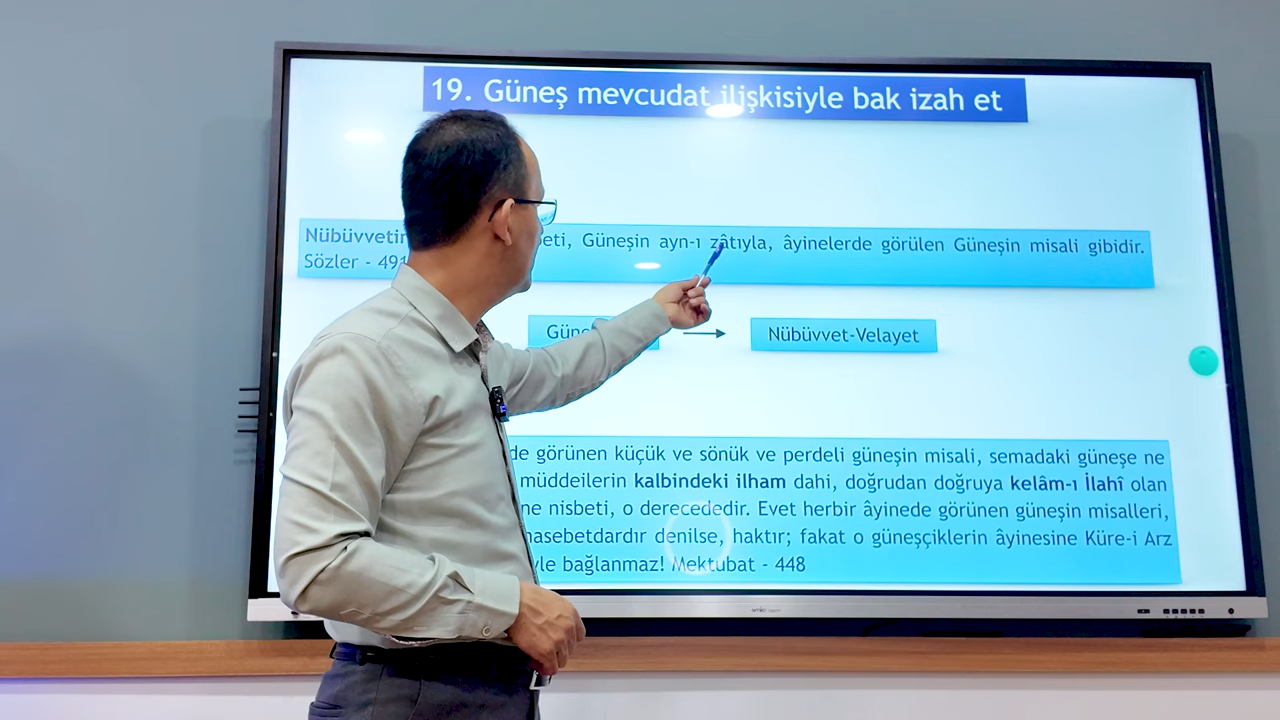 19. Güneş mevcudat ilişkisiyle bak izah et
Nübüvvetin beti, Güneşin ayn-ı zâtıyla, âyinelerde görülen Güneşin misali gibidir.
Sözler - 491
Güne
Nübüvvet-Velayet
de görünen küçük ve sönük ve perdeli güneşin misali, semadaki güneşe ne
müddeilerin kalbindeki ilham dahi, doğrudan doğruya kelâm-ı İlahî olan
ne nisbeti, o derecededir. Evet herbir âyinede görünen güneşin misalleri,
nasebetdardır denilse, haktır; fakat o güneşçiklerin âyinesine Küre-i Arz
yle bağlanmaz! Mektubat - 448